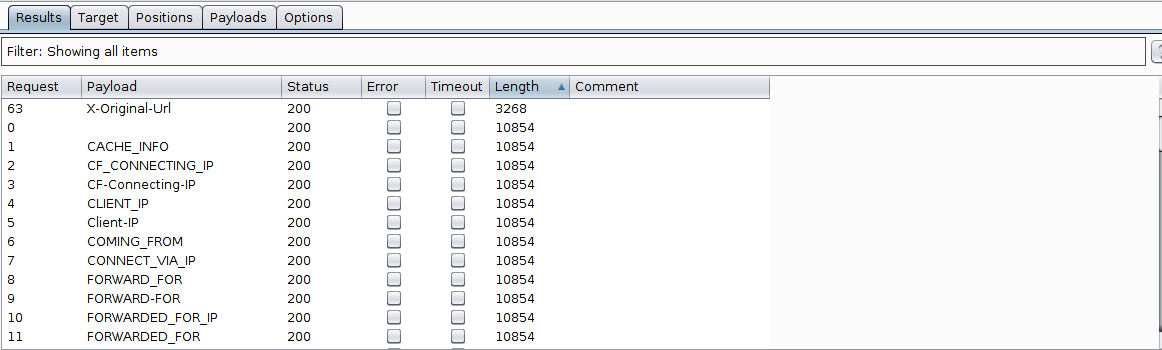 Results Target Positions Payloads Options
Filter: Showing all items
?
Request Payload Status Error Timeout Length Comment
63 X-Original-Url 200 3268
0 200 10854
1 CACHE_INFO 200 10854
2 CF_CONNECTING_IP 200 10854
3 CF-Connecting-IP 200 10854
4 CLIENT_IP 200 10854
5 Client-IP 200 10854
6 COMING_FROM 200 10854
7 CONNECT_VIA_IP 200 10854
8 FORWARD_FOR 200 10854
9 FORWARD-FOR 200 10854
10 FORWARDED_FOR_IP 200 10854
11 FORWARDED_FOR 200 10854